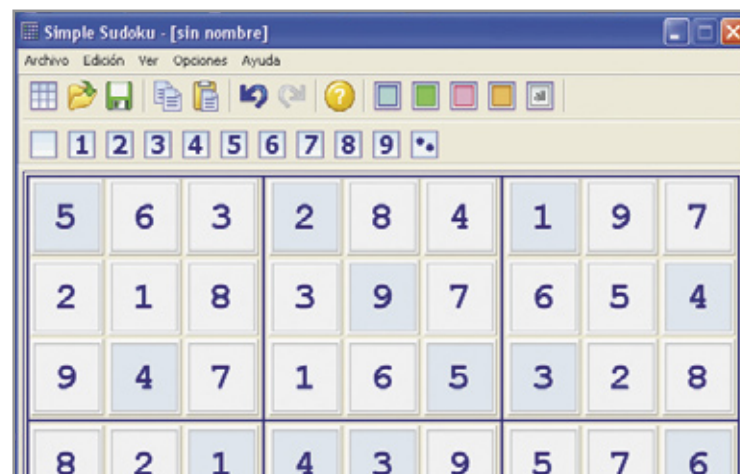 Simple Sudoku - [sin nombre]
Archivo Edición Ver Opciones Ayuda
? all
1 2 3 4 5 6 7 8 9
5 6 3 2 8 4 1 9 7
2 1 8 3 9 7 6 5 4
9 4 7 1 6 5 3 2 8
8 2 1 4 3 9 5 7 6